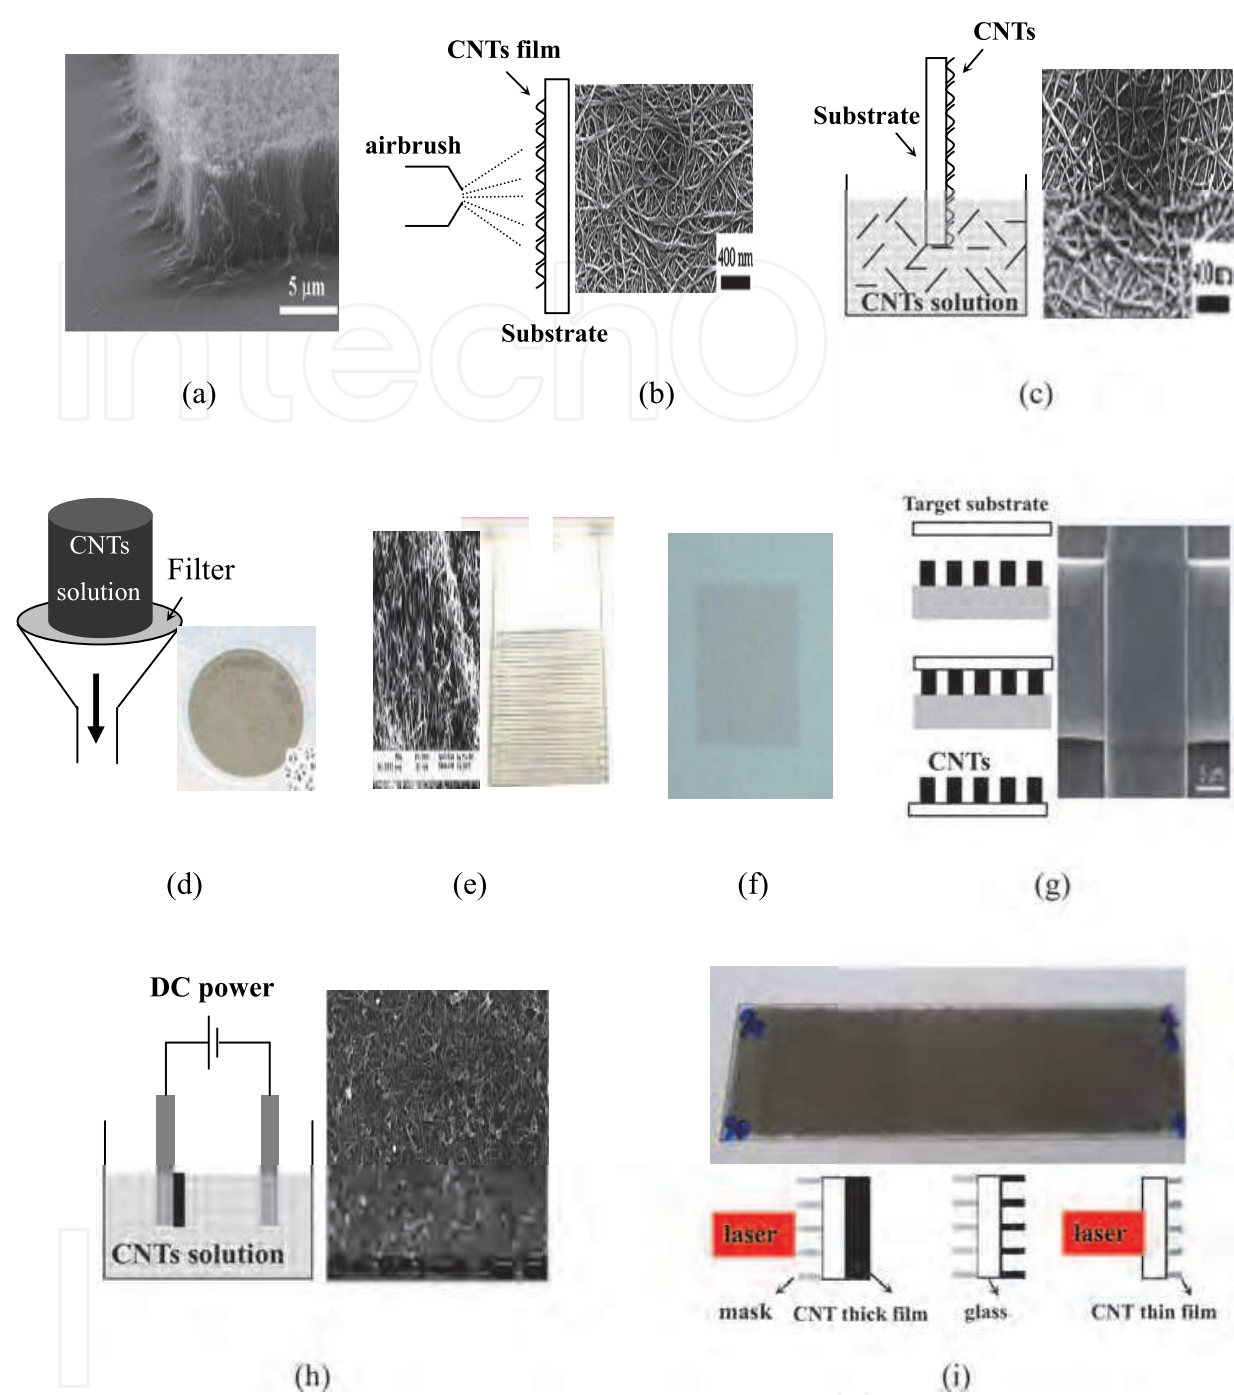 CNTs film
airbrush
Substrate
400 nm
5 μm
(a)
(b)
CNTs
Substrate
CNTs solution
(c)
IntechO
CNTs
solution
Filter
(d)
(e)
(f)
Target substrate
CNTs
(g)
DC power
CNTs solution
(h)
laser
mask
CNT thick film
glass
laser
CNT thin film
(i)